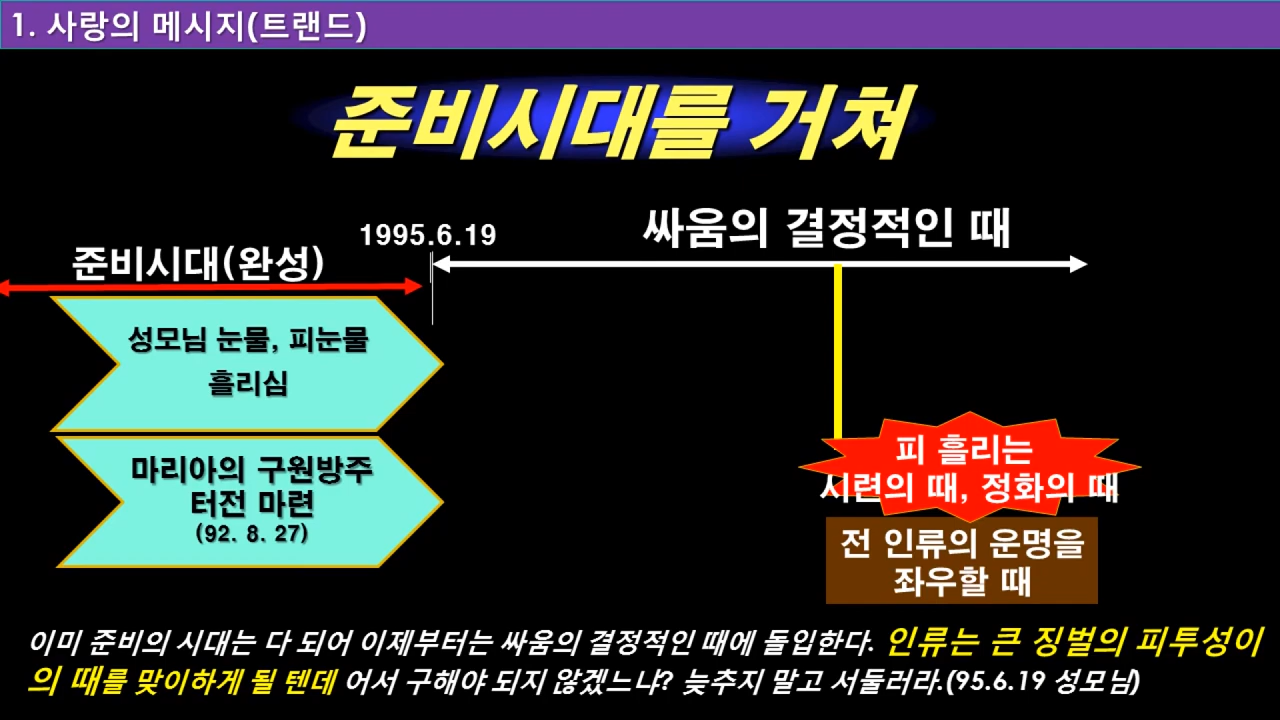 1. 사랑의 메시지(트랜드)
준비시대를 거쳐
싸움의 결정적인 때
1995.6.19
준비시대(완성)
성모님 눈물, 피눈물
흘리심
마리아의 구원방주
터전 마련
(92. 8. 27)
피 흘리는
시련의 때, 정화의 때
전 인류의 운명을
좌우할 때
이미 준비의 시대는 다 되어 이제부터는 싸움의 결정적인 때에 돌입한다. 인류는 큰 징벌의 피투성이
의 때를 맞이하게 될 텐데 어서 구해야 되지 않겠느냐? 늦추지 말고 서둘러라.(95.6.19 성모님)